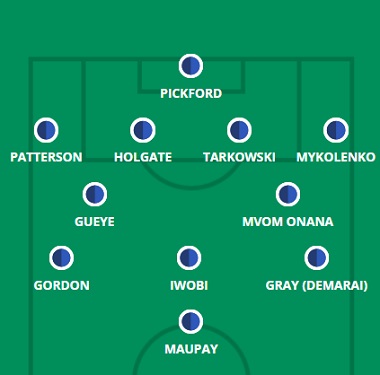 PICKFORD
PATTERSON HOLGATE TARKOWSKI MYKOLENKO
GUEYE MVOM ONANA
GORDON IWOBI GRAY (DEMARAI)
MAUPAY